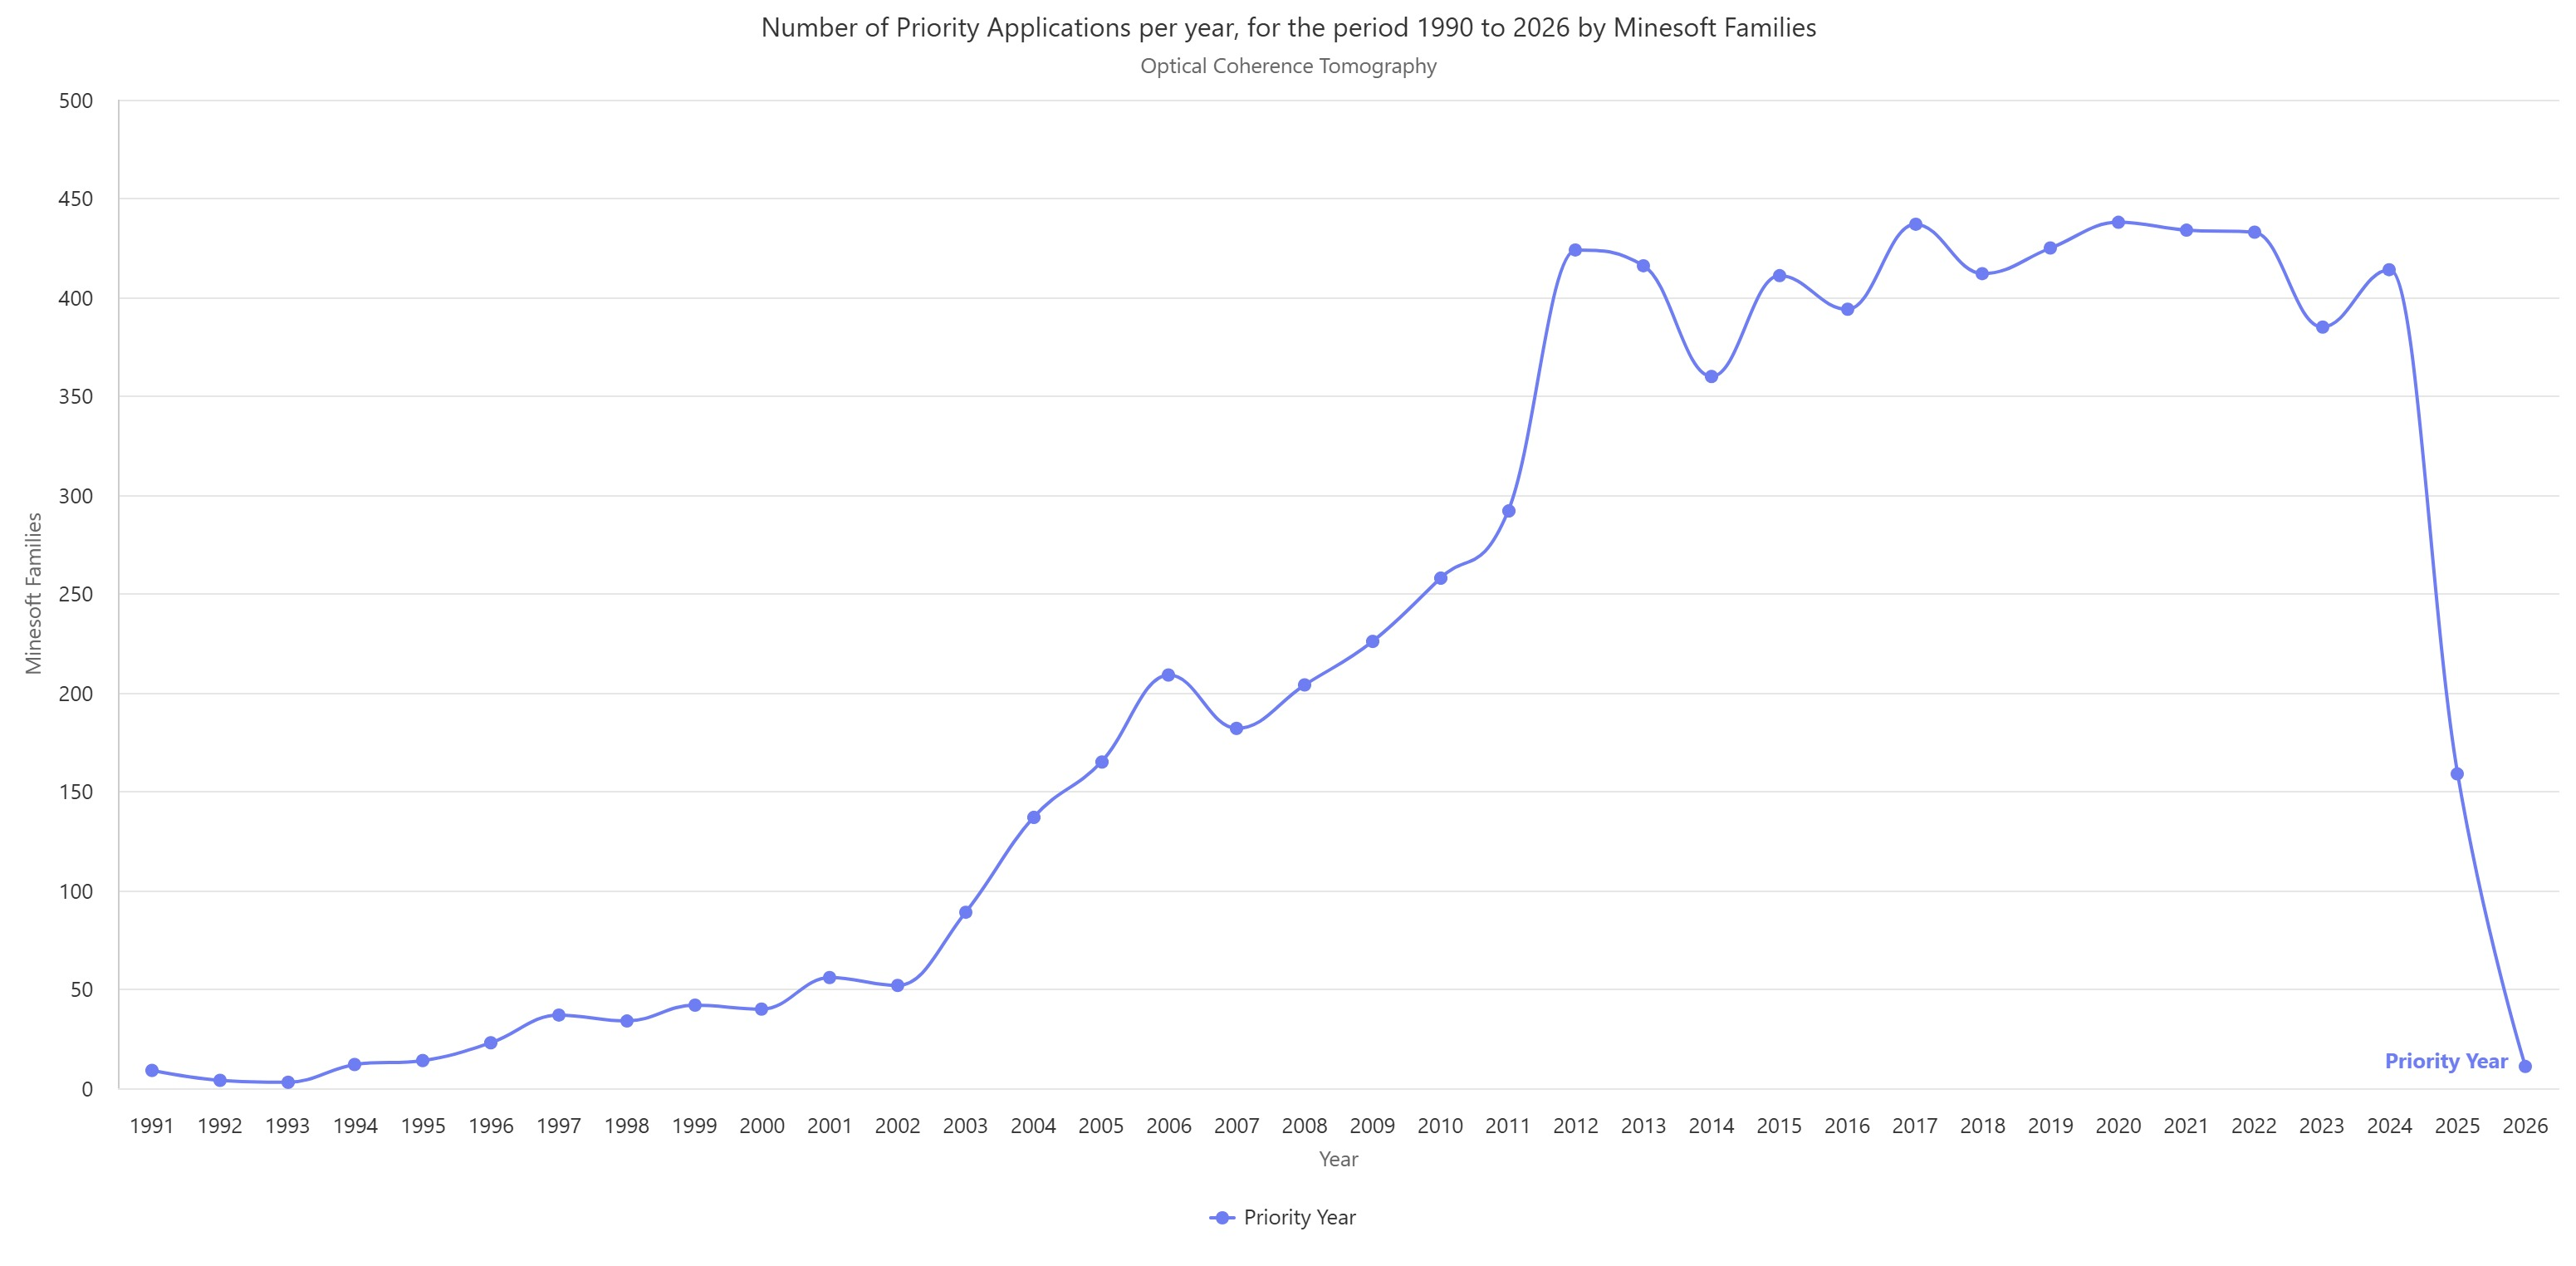 Number of Priority Applications per year, for the period 1990 to 2026 by Minesoft Families
Optical Coherence Tomography
500
450
400
350
300
250
200
150
100
50
0
Minesoft Families
Priority Year
1991 1992 1993 1994 1995 1996 1997 1998 1999 2000 2001 2002 2003 2004 2005 2006 2007 2008 2009 2010 2011 2012 2013 2014 2015 2016 2017 2018 2019 2020 2021 2022 2023 2024 2025 2026
Year
Priority Year